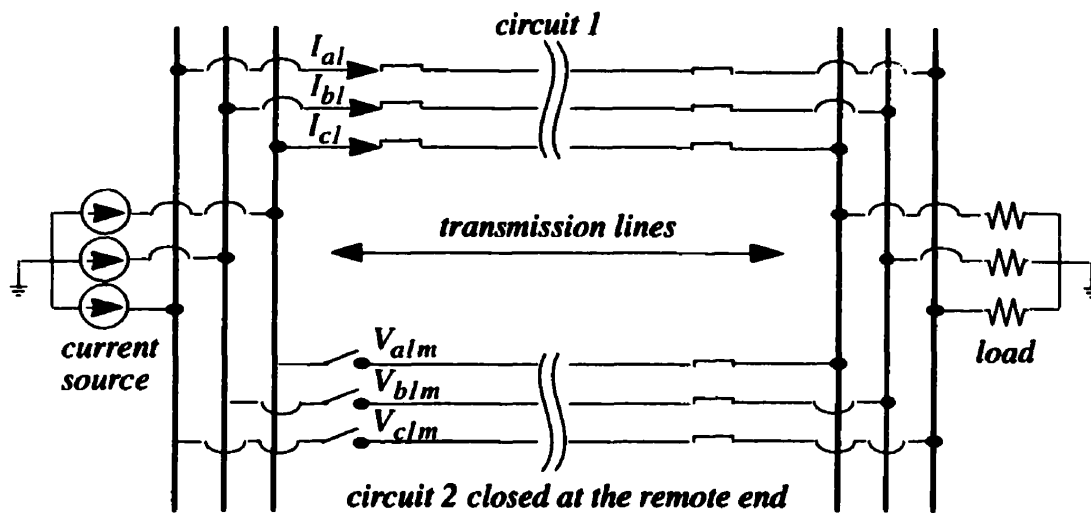 circuit 1
I_al
I_bl
I_cl
transmission lines
current
source
load
V_alm
V_blm
V_clm
circuit 2 closed at the remote end